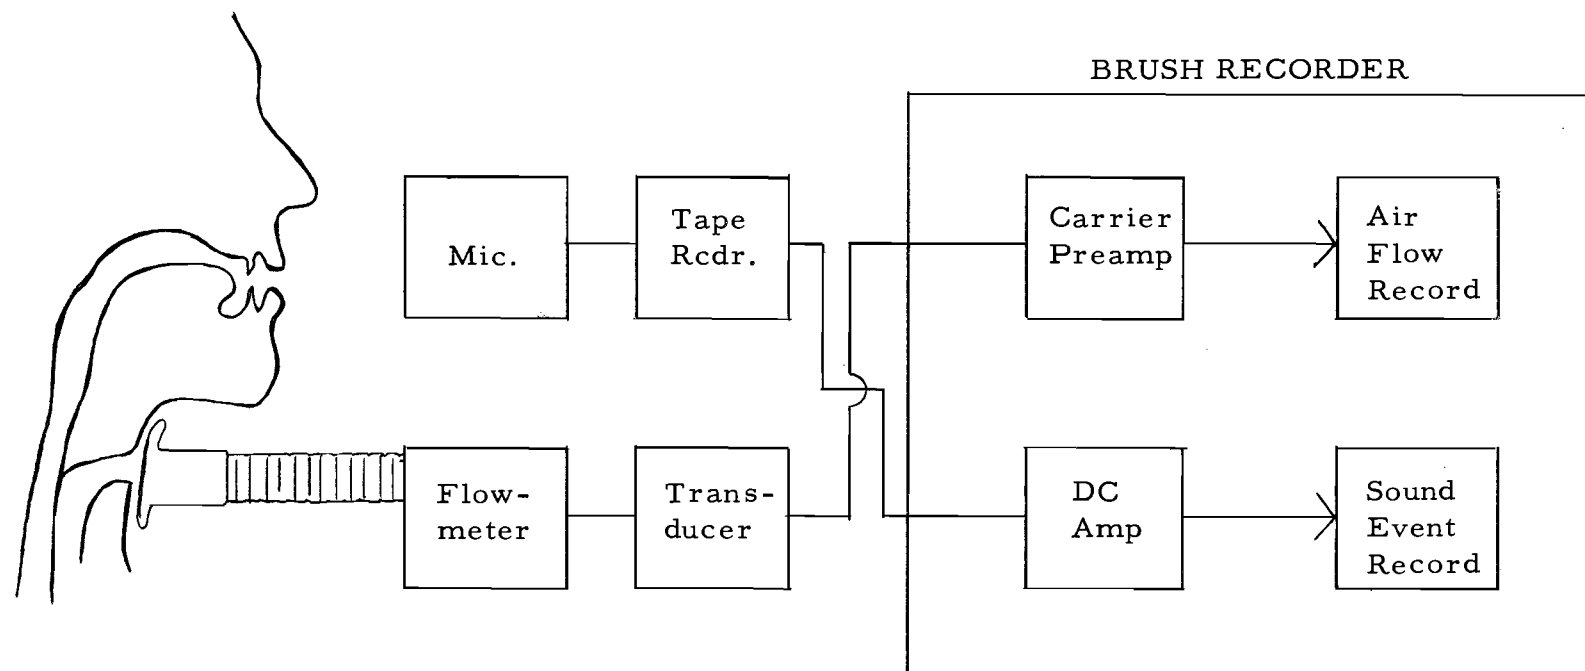 BRUSH RECORDER
Mic.
Tape
Rcdr.
Carrier
Preamp
Air
Flow
Record
Flow-
meter
Trans-
ducer
DC
Amp
Sound
Event
Record